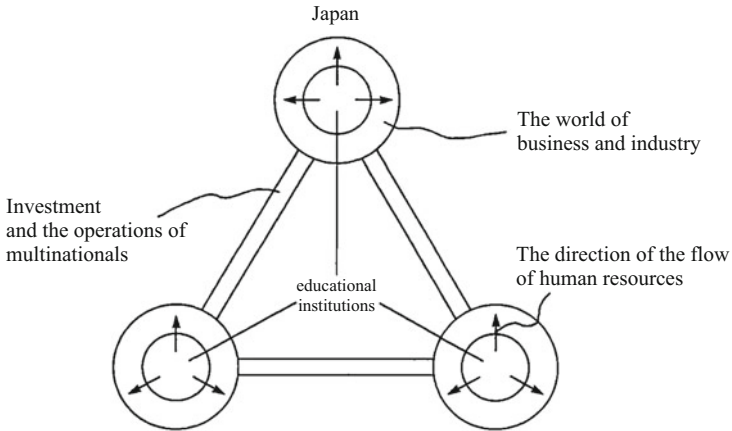 Japan
The world of
business and industry
Investment
and the operations of
multinationals
The direction of the flow
of human resources
educational
institutions